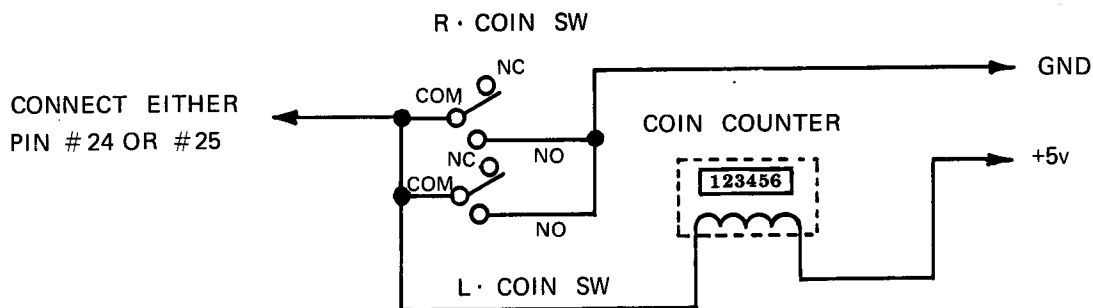 R · COIN SW
NC
COM
NO
GND
CONNECT EITHER
PIN #24 OR #25
COIN COUNTER
NC
COM
NO
+5v
123456
L · COIN SW